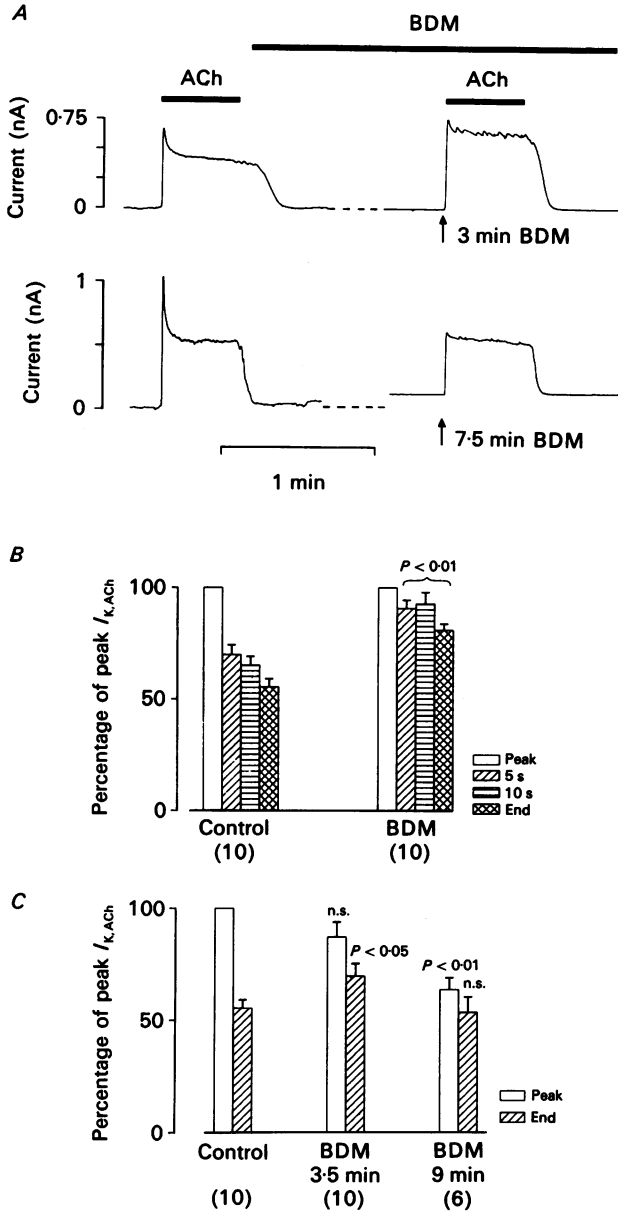 A
BDM
ACh
ACh
0·75
0
Current (nA)
3 min BDM
1
0
Current (nA)
7·5 min BDM
1 min
B
P < 0·01
100
50
0
Percentage of peak I K,ACh
Peak
5 s
10 s
End
Control
(10)
BDM
(10)
C
n.s.
P < 0·05
P < 0·01
n.s.
100
50
0
Percentage of peak I K,ACh
Peak
End
Control
(10)
BDM
3·5 min
(10)
BDM
9 min
(6)